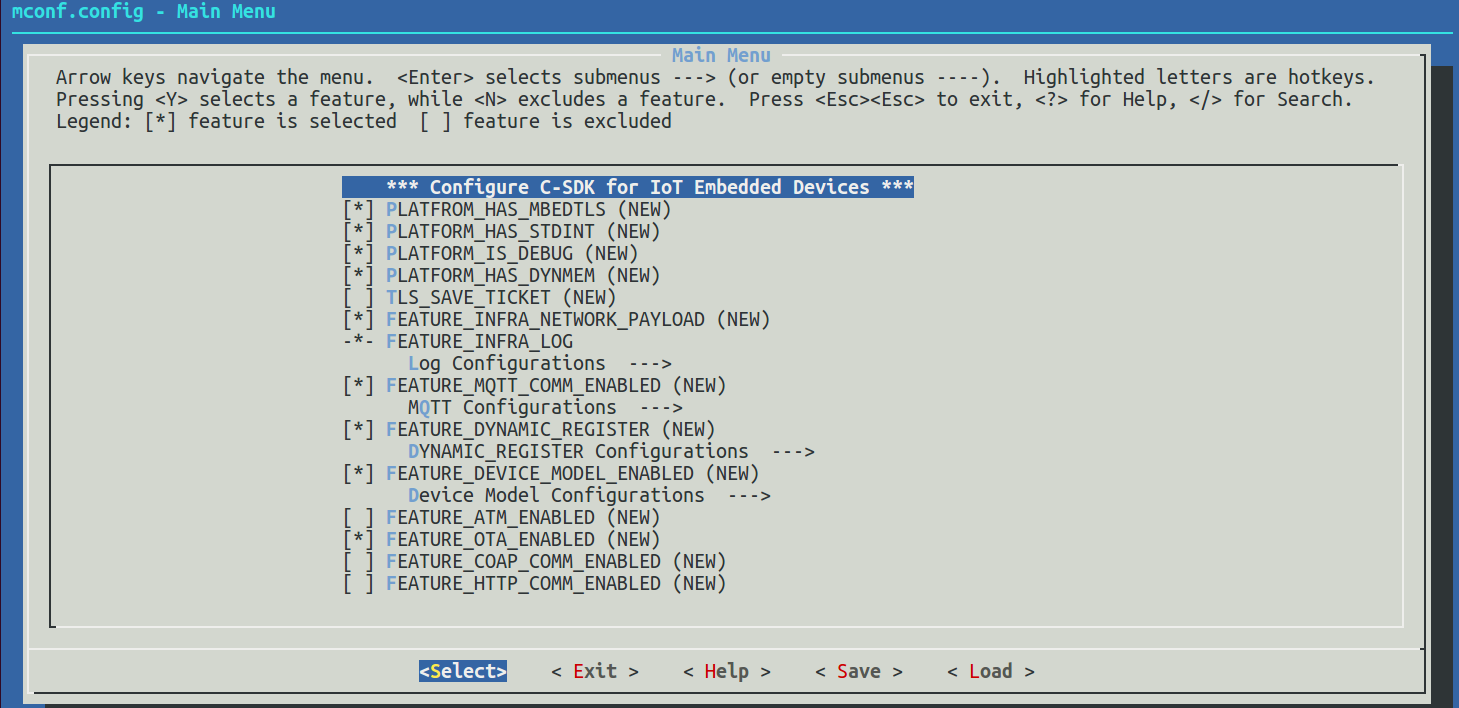 mconf.config - Main Menu
Main Menu
Arrow keys navigate the menu.  <Enter> selects submenus ---> (or empty submenus ----).  Highlighted letters are hotkeys.
Pressing <Y> selects a feature, while <N> excludes a feature.  Press <Esc><Esc> to exit, <?> for Help, </> for Search.
Legend: [*] feature is selected  [ ] feature is excluded
*** Configure C-SDK for IoT Embedded Devices ***
[*] PLATFROM_HAS_MBEDTLS (NEW)
[*] PLATFORM_HAS_STDINT (NEW)
[*] PLATFORM_IS_DEBUG (NEW)
[*] PLATFORM_HAS_DYNMEM (NEW)
[ ] TLS_SAVE_TICKET (NEW)
[*] FEATURE_INFRA_NETWORK_PAYLOAD (NEW)
-*- FEATURE_INFRA_LOG
Log Configurations  --->
[*] FEATURE_MQTT_COMM_ENABLED (NEW)
MQTT Configurations  --->
[*] FEATURE_DYNAMIC_REGISTER (NEW)
DYNAMIC_REGISTER Configurations  --->
[*] FEATURE_DEVICE_MODEL_ENABLED (NEW)
Device Model Configurations  --->
[ ] FEATURE_ATM_ENABLED (NEW)
[*] FEATURE_OTA_ENABLED (NEW)
[ ] FEATURE_COAP_COMM_ENABLED (NEW)
[ ] FEATURE_HTTP_COMM_ENABLED (NEW)
<Select>    < Exit >    < Help >    < Save >    < Load >